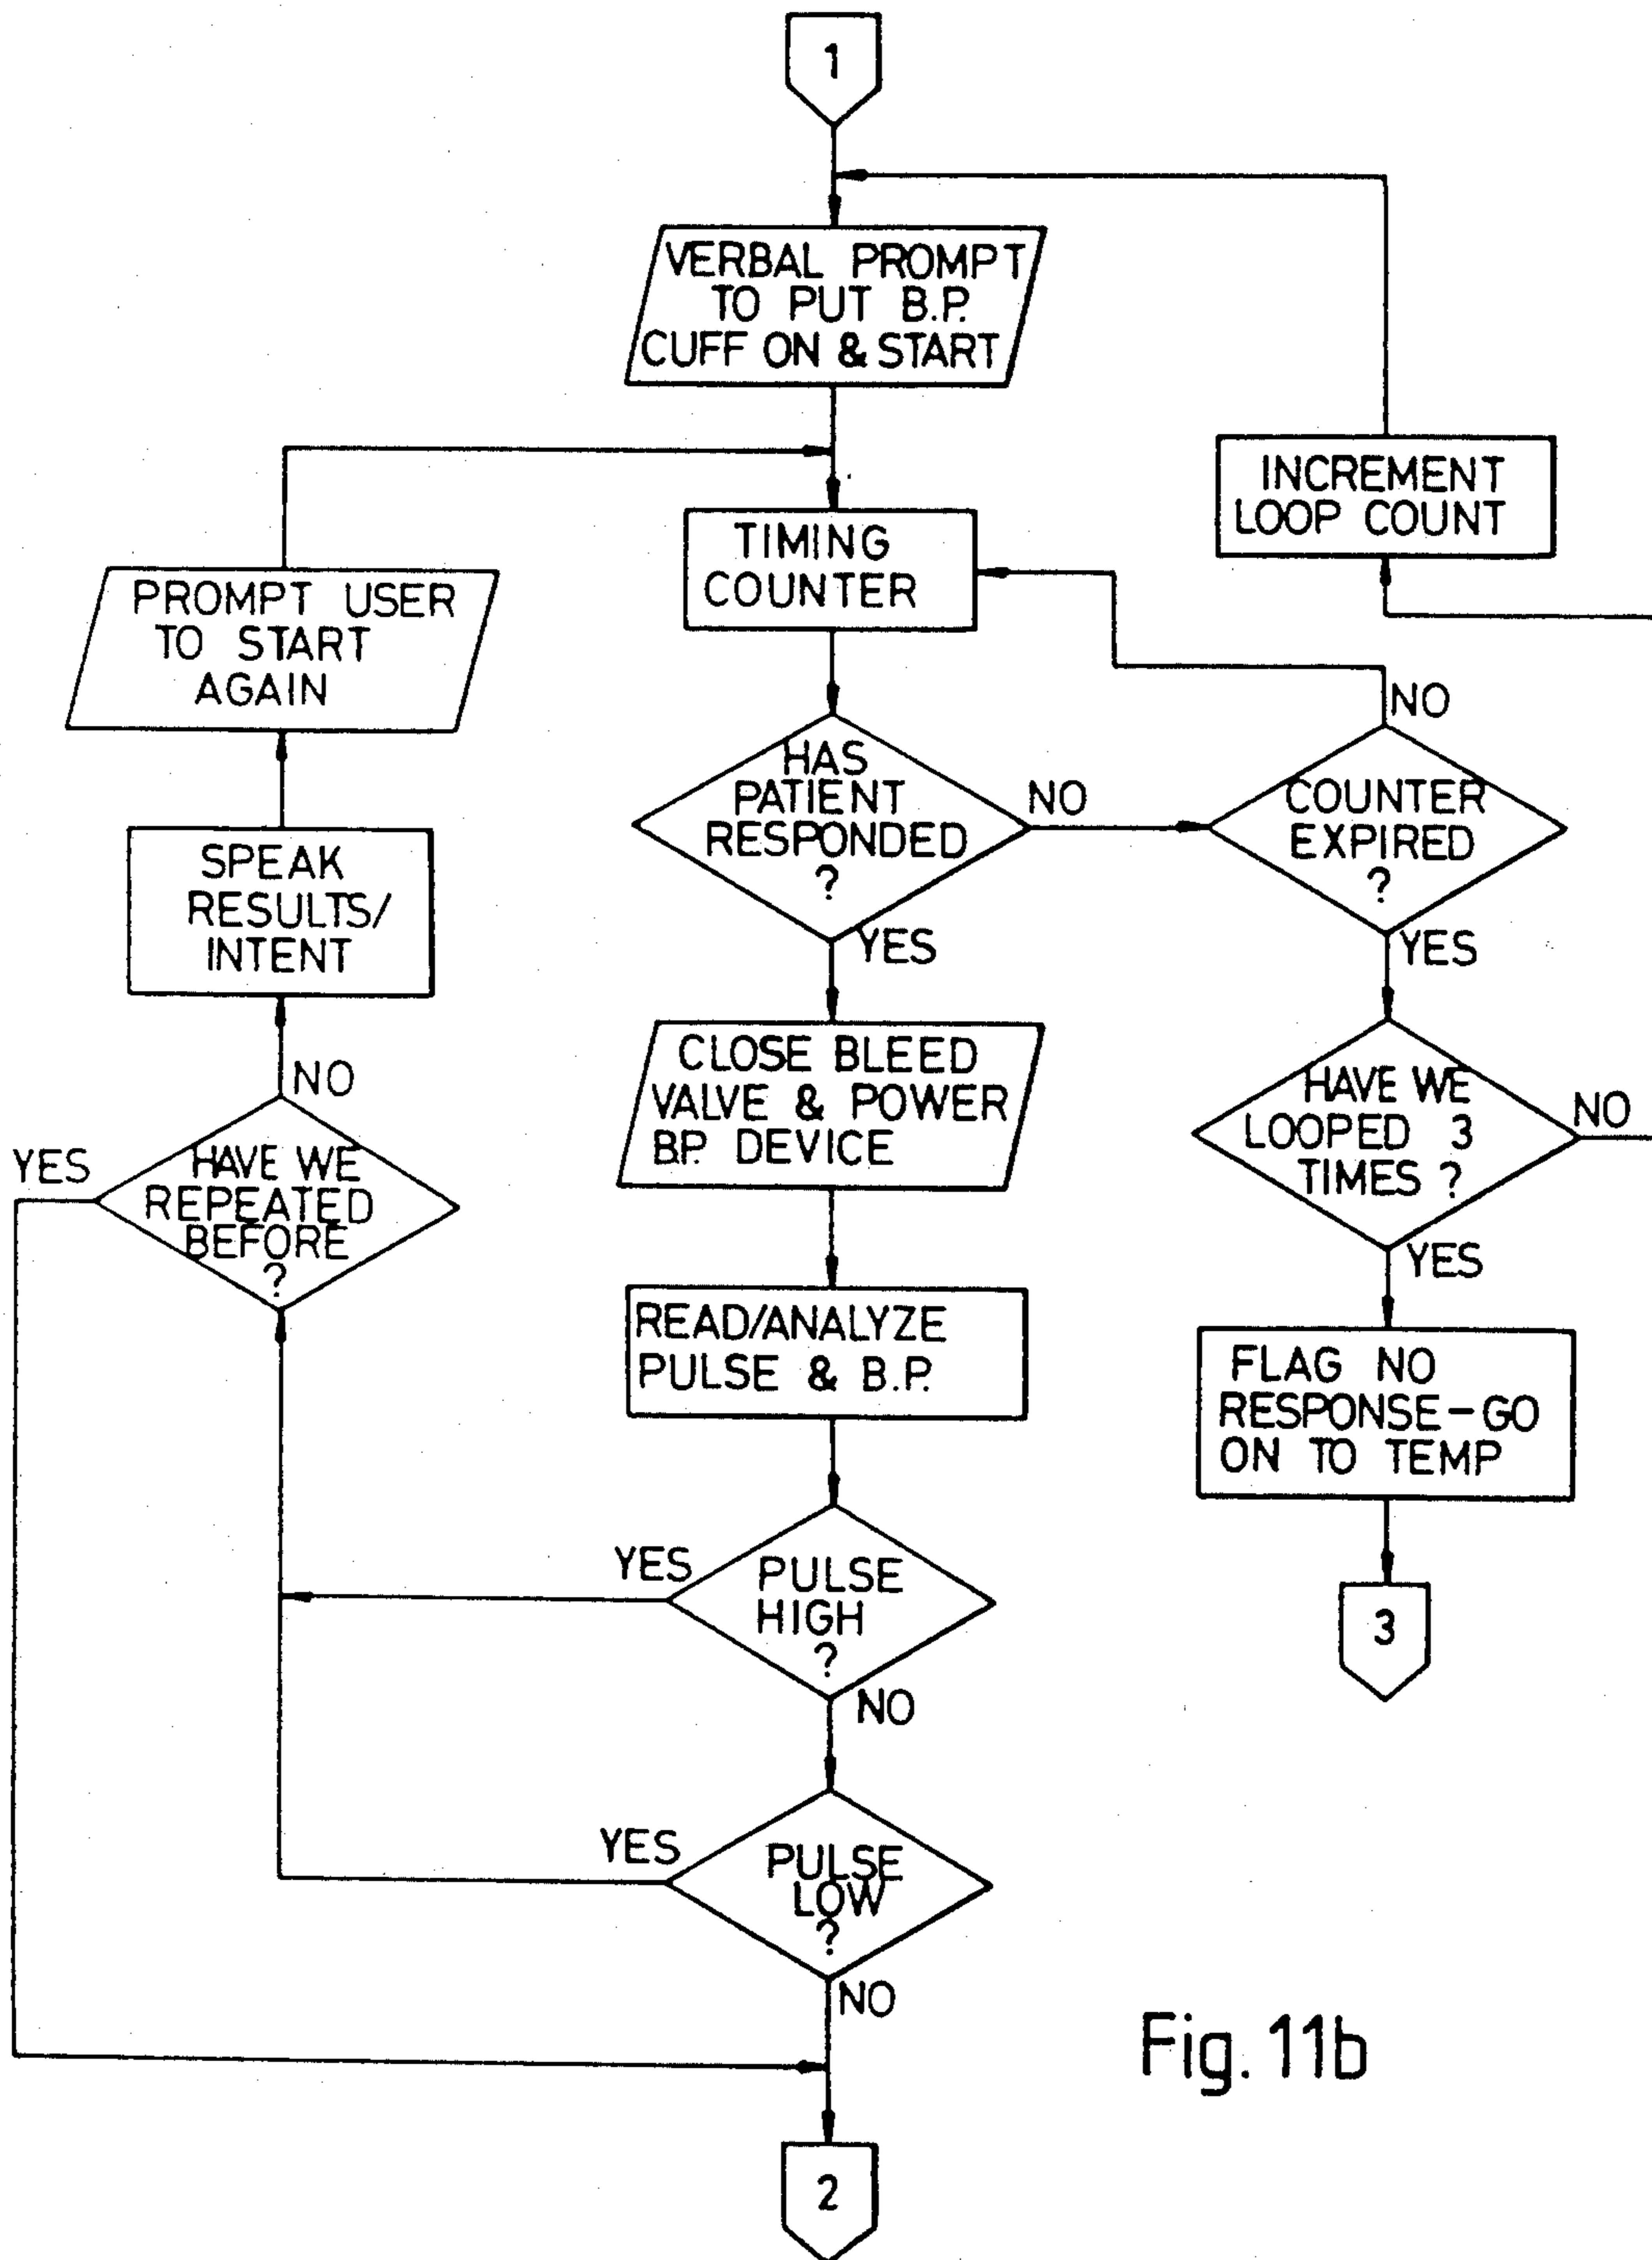 1
VERBAL PROMPT
TO PUT B.P.
CUFF ON & START
INCREMENT
LOOP COUNT
TIMING
COUNTER
PROMPT USER
TO START
AGAIN
NO
HAS
PATIENT
RESPONDED
?
NO
COUNTER
EXPIRED
?
YES
YES
SPEAK
RESULTS/
INTENT
NO
CLOSE BLEED
VALVE & POWER
B.P. DEVICE
HAVE WE
LOOPED 3
TIMES ?
NO
YES
YES
HAVE WE
REPEATED
BEFORE
?
READ/ANALYZE
PULSE & B.P.
FLAG NO
RESPONSE-GO
ON TO TEMP
3
YES
PULSE
HIGH
?
NO
YES
PULSE
LOW
?
NO
2
Fig. 11b